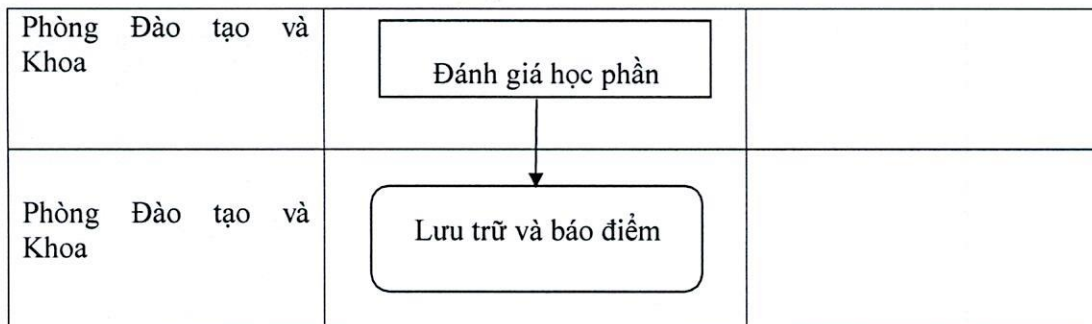 Phòng Đào tạo và
Khoa
Đánh giá học phần
Phòng Đào tạo và
Khoa
Lưu trữ và báo điểm